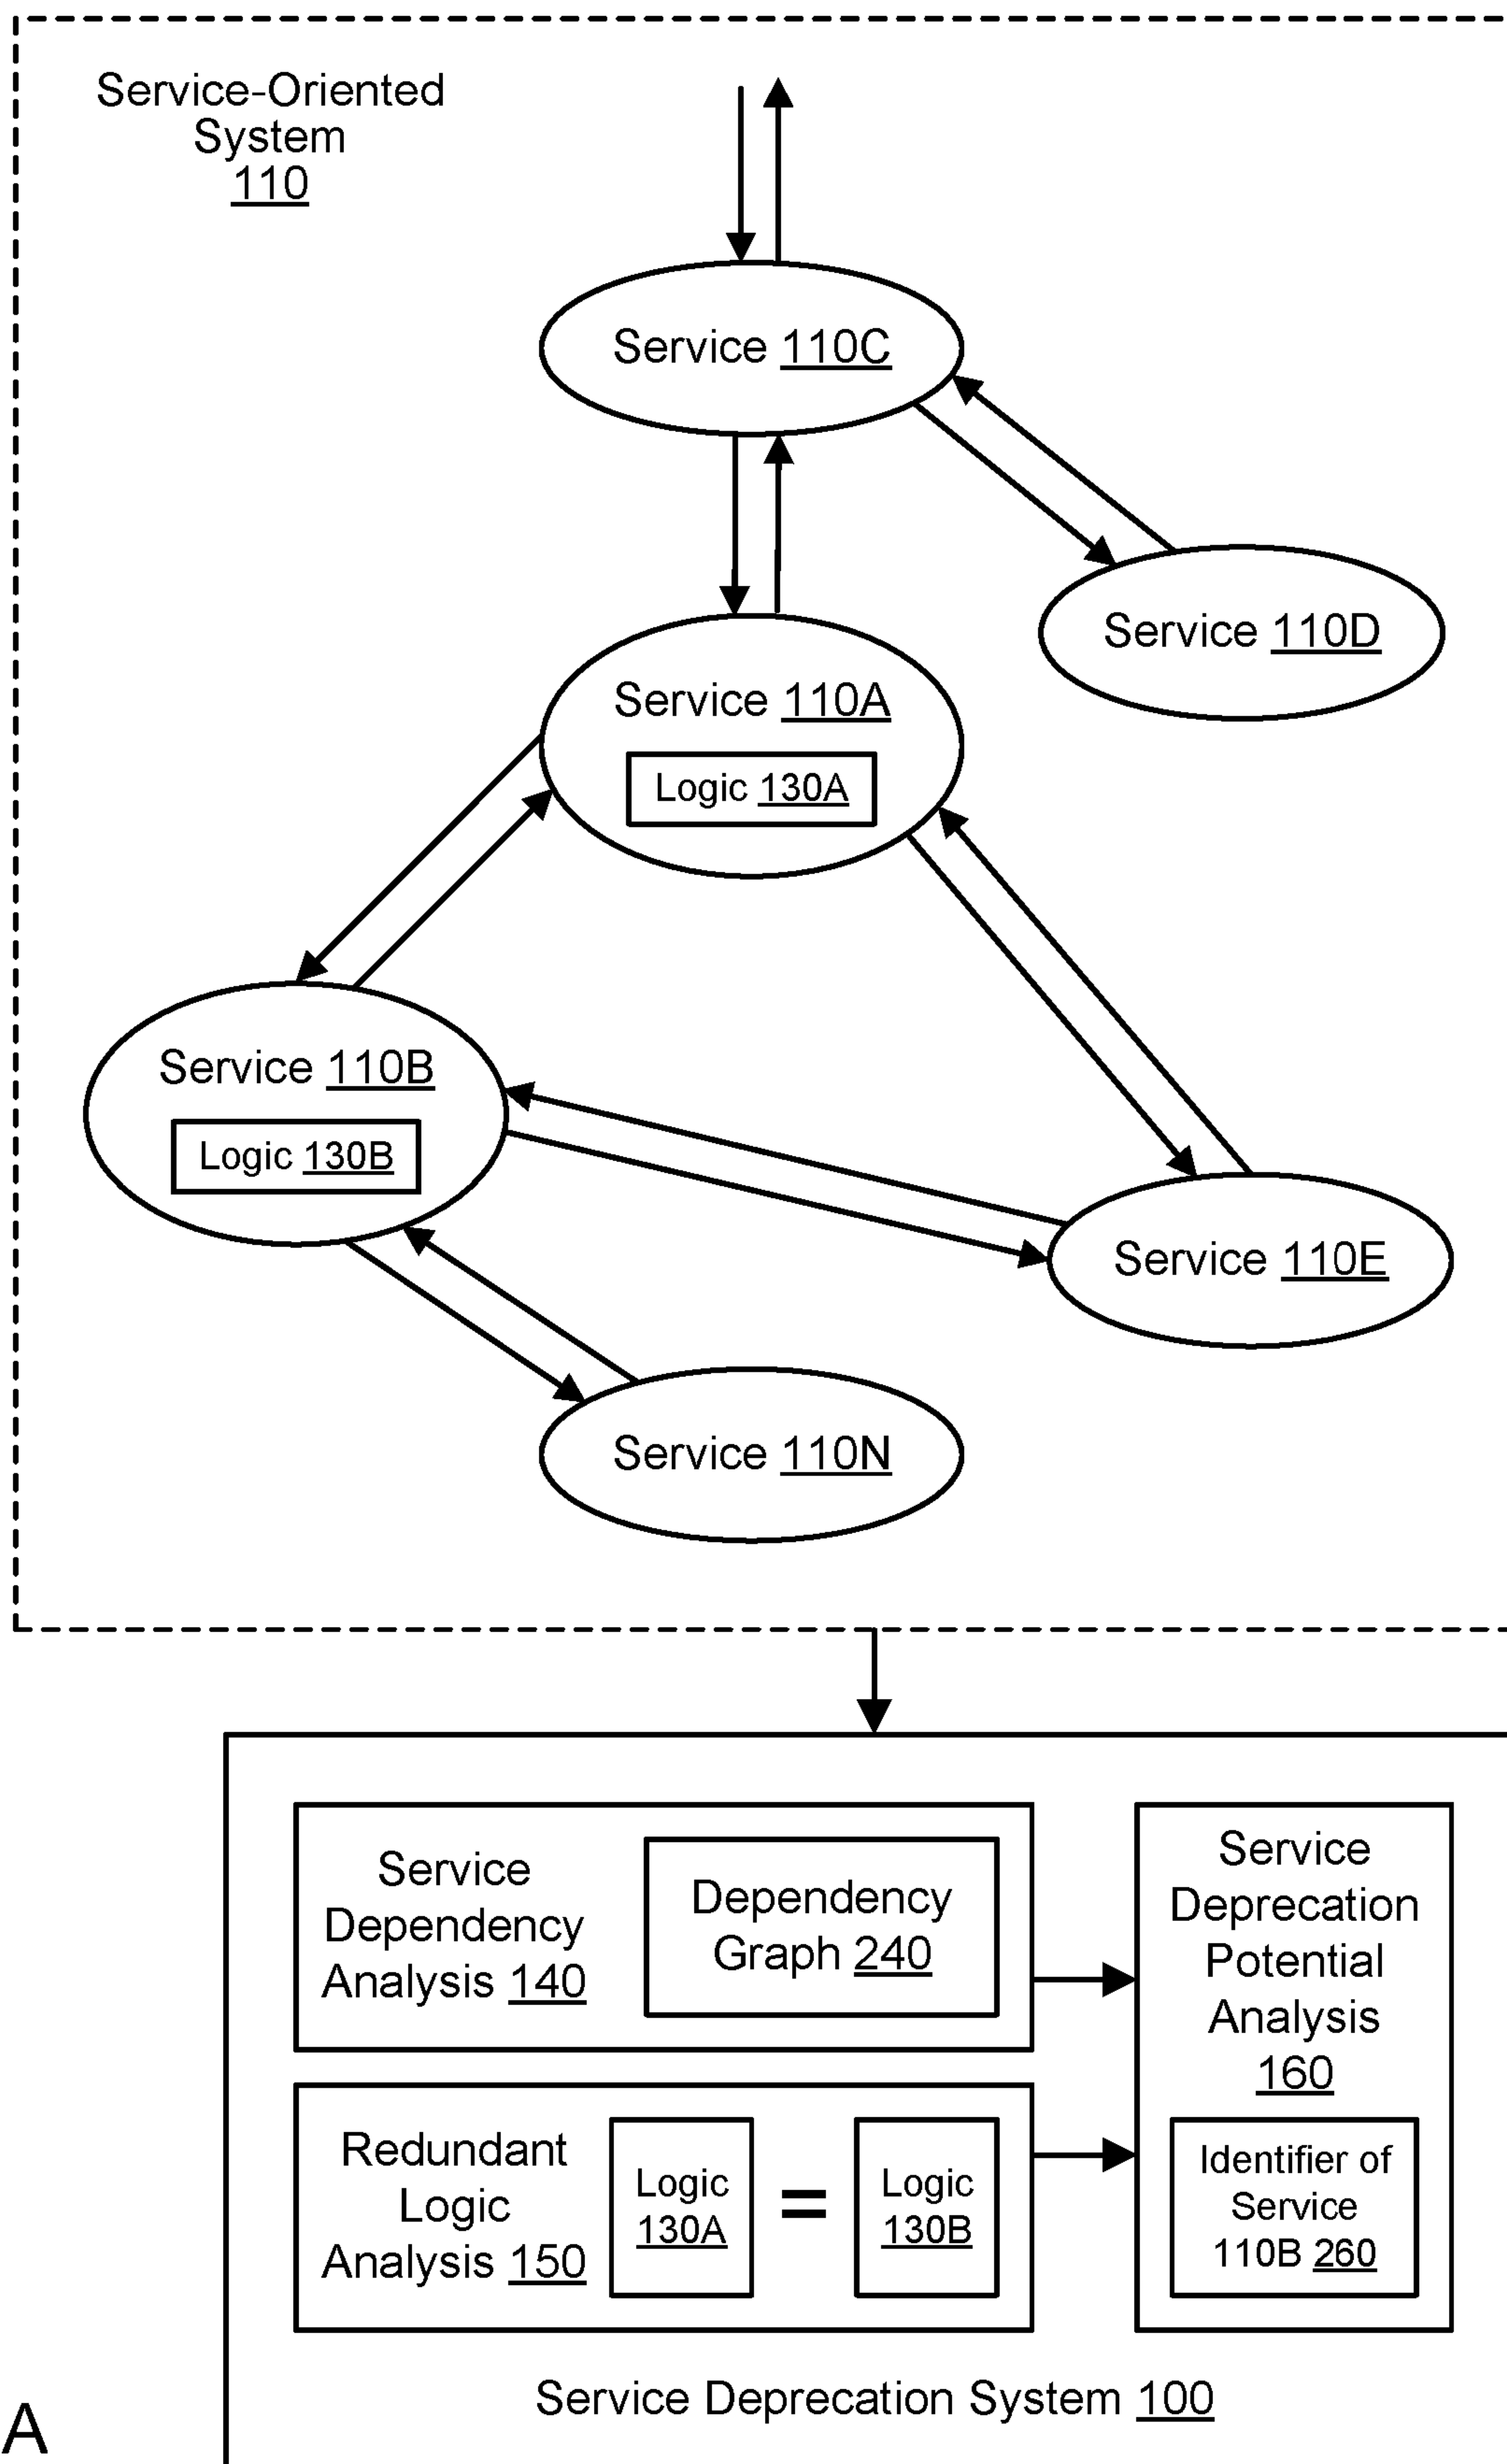 Service-Oriented
System
110
Service 110C
Service 110D
Service 110A
Logic 130A
Service 110B
Logic 130B
Service 110E
Service 110N
Service
Dependency
Analysis 140
Dependency
Graph 240
Service
Deprecation
Potential
Analysis
160
Redundant
Logic
Analysis 150
Logic
130A
=
Logic
130B
Identifier of
Service
110B 260
Service Deprecation System 100
A